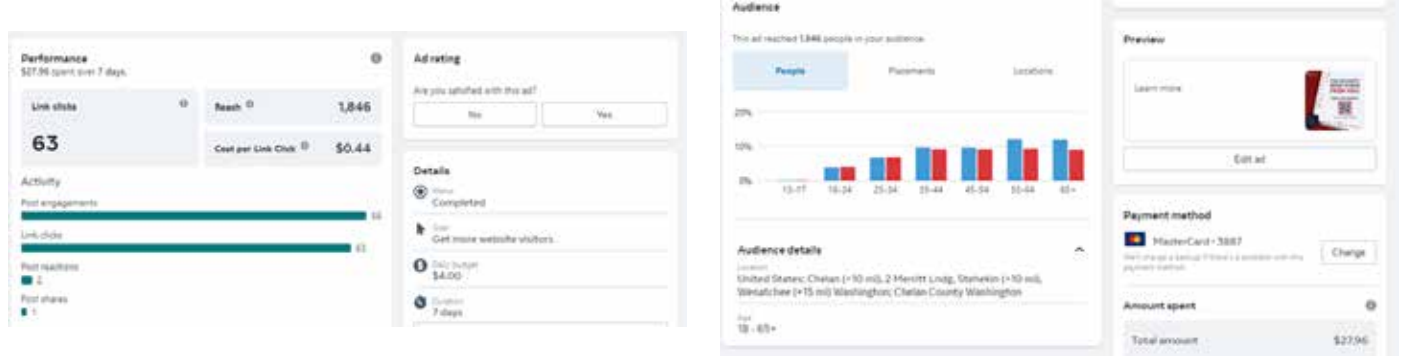 Performance
$27.96 spent over 7 days.
Link clicks
63
Reach
1,846
Cost per Link Click
$0.44
Activity
Post engagements
66
Link clicks
63
Post reactions
2
Post shares
1
Ad rating
Are you satisfied with this ad?
No
Yes
Details
Status
Completed
Goal
Get more website visitors
Daily budget
$4.00
Duration
7 days
Audience
This ad reached 1,846 people in your audience.
People
Placements
Locations
20%
10%
0%
13-17 18-24 25-34 35-44 45-54 55-64 65+
Audience details
Location
United States: Chelan (+10 mi), 2 Merritt Lndg, Stehekin (+10 mi),
Wenatchee (+15 mi) Washington; Chelan County Washington
Age
18 - 65+
Preview
Learn more
Edit ad
Payment method
MasterCard - 3887
payment method.
Change
Amount spent
Total amount
$27.96